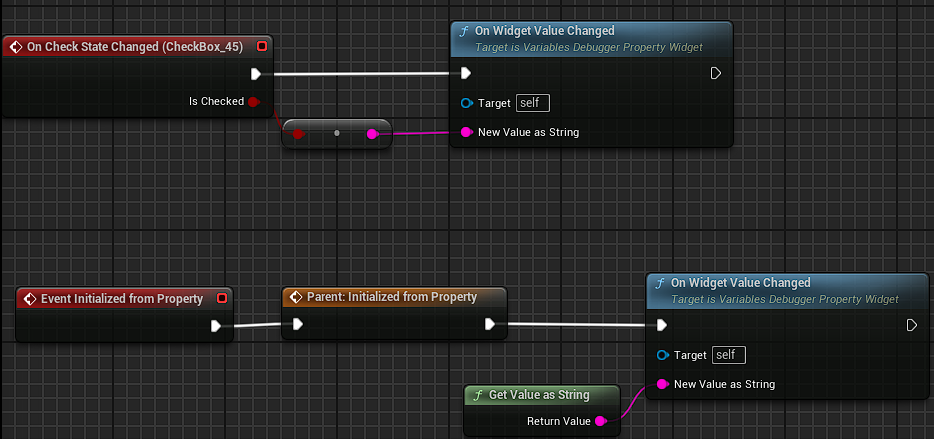 On Check State Changed (CheckBox_45)
Is Checked
f On Widget Value Changed
Target is Variables Debugger Property Widget
Target self
New Value as String
Event Initialized from Property
Parent: Initialized from Property
f On Widget Value Changed
Target is Variables Debugger Property Widget
Target self
New Value as String
f Get Value as String
Return Value